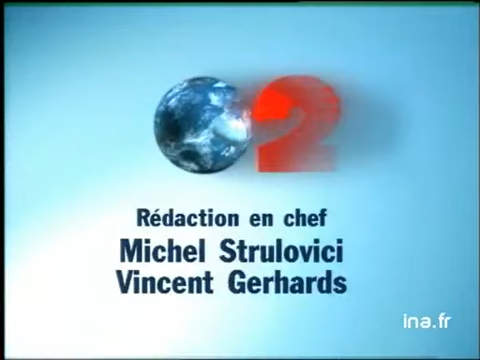 2
Rédaction en chef
Michel Strulovici
Vincent Gerhards
ina.fr